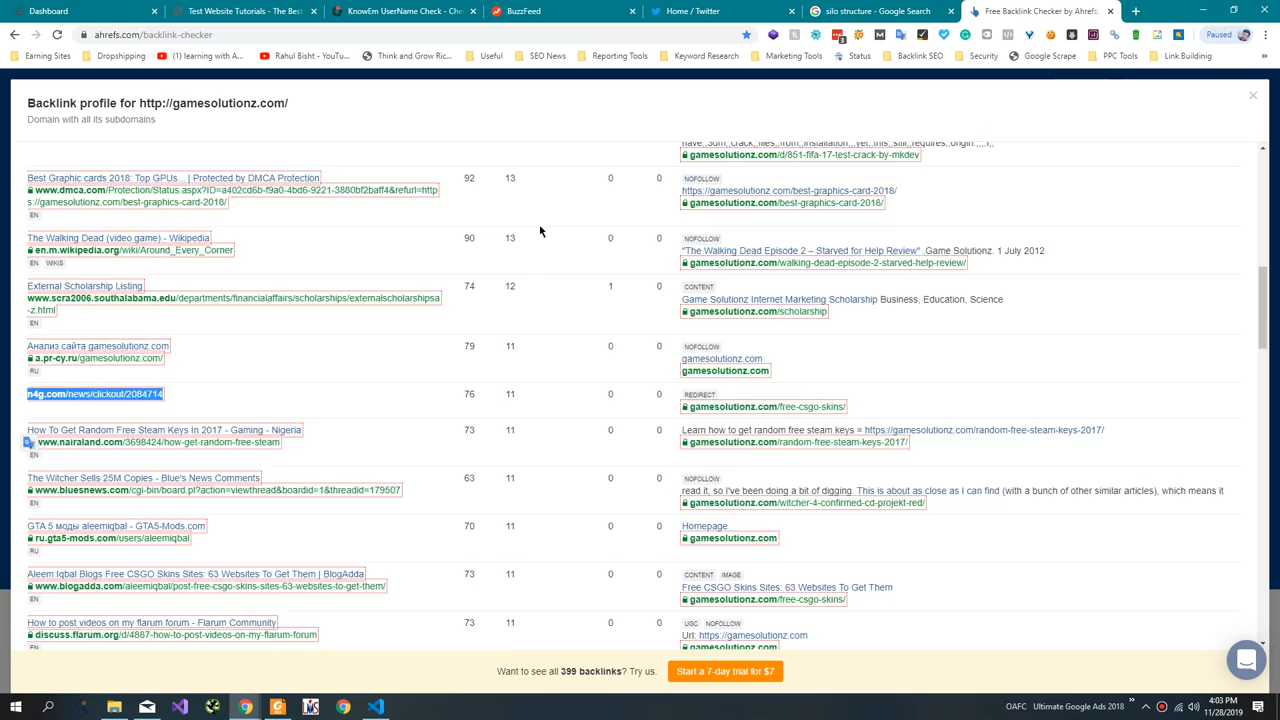 Dashboard
Test Website Tutorials - The Best
KnowEm UserName Check - Ch
BuzzFeed
Home / Twitter
silo structure - Google Search
Free Backlink Checker by Ahrefs
ahrefs.com/backlink-checker
Paused
Earning Sites
Dropshipping
(1) learning with A...
Rahul Bisht - YouTu...
Think and Grow Ric...
Useful
SEO News
Reporting Tools
Keyword Research
Marketing Tools
Status
Backlink SEO
Security
Google Scrape
PPC Tools
Link Buildinig
Backlink profile for http://gamesolutionz.com/
Domain with all its subdomains
have,,3dm,,crack,,files,,from,,installation,,,yet,,this,,still,,requires,,origin.,,,,I,,
gamesolutionz.com/d/851-fifa-17-test-crack-by-mkdev
Best Graphic cards 2018: Top GPUs... | Protected by DMCA Protection
www.dmca.com/Protection/Status.aspx?ID=a402cd6b-f9a0-4bd6-9221-3880bf2baff4&refurl=http
s://gamesolutionz.com/best-graphics-card-2018/
EN
92 13 0 0
NOFOLLOW
https://gamesolutionz.com/best-graphics-card-2018/
gamesolutionz.com/best-graphics-card-2018/
The Walking Dead (video game) - Wikipedia
en.m.wikipedia.org/wiki/Around_Every_Corner
EN WIKIS
90 13 0 0
NOFOLLOW
"The Walking Dead Episode 2 – Starved for Help Review" .Game Solutionz. 1 July 2012
gamesolutionz.com/walking-dead-episode-2-starved-help-review/
External Scholarship Listing
www.scra2006.southalabama.edu/departments/financialaffairs/scholarships/externalscholarshipsa
-z.html
EN
74 12 1 0
CONTENT
Game Solutionz Internet Marketing Scholarship Business, Education, Science
gamesolutionz.com/scholarship
Анализ сайта gamesolutionz.com
a.pr-cy.ru/gamesolutionz.com/
RU
79 11 0 0
NOFOLLOW
gamesolutionz.com
gamesolutionz.com
n4g.com/news/clickout/2084714
76 11 0 0
REDIRECT
gamesolutionz.com/free-csgo-skins/
How To Get Random Free Steam Keys In 2017 - Gaming - Nigeria
www.nairaland.com/3698424/how-get-random-free-steam
EN
73 11 0 0
Learn how to get random free steam keys = https://gamesolutionz.com/random-free-steam-keys-2017/
gamesolutionz.com/random-free-steam-keys-2017/
The Witcher Sells 25M Copies - Blue's News Comments
www.bluesnews.com/cgi-bin/board.pl?action=viewthread&boardid=1&threadid=179507
EN
63 11 0 0
NOFOLLOW
read it, so I've been doing a bit of digging. This is about as close as I can find (with a bunch of other similar articles), which means it
gamesolutionz.com/witcher-4-confirmed-cd-projekt-red/
GTA 5 моды aleemiqbal - GTA5-Mods.com
ru.gta5-mods.com/users/aleemiqbal
RU
70 11 0 0
Homepage
gamesolutionz.com
Aleem Iqbal Blogs Free CSGO Skins Sites: 63 Websites To Get Them | BlogAdda
www.blogadda.com/aleemiqbal/post-free-csgo-skins-sites-63-websites-to-get-them/
EN
73 11 0 0
CONTENT IMAGE
Free CSGO Skins Sites: 63 Websites To Get Them
gamesolutionz.com/free-csgo-skins/
How to post videos on my flarum forum - Flarum Community
discuss.flarum.org/d/4887-how-to-post-videos-on-my-flarum-forum
EN
73 11 0 0
UGC NOFOLLOW
Url: https://gamesolutionz.com
gamesolutionz.com
Want to see all 399 backlinks? Try us.
Start a 7-day trial for $7
OAFC
Ultimate Google Ads 2018
4:03 PM
11/28/2019